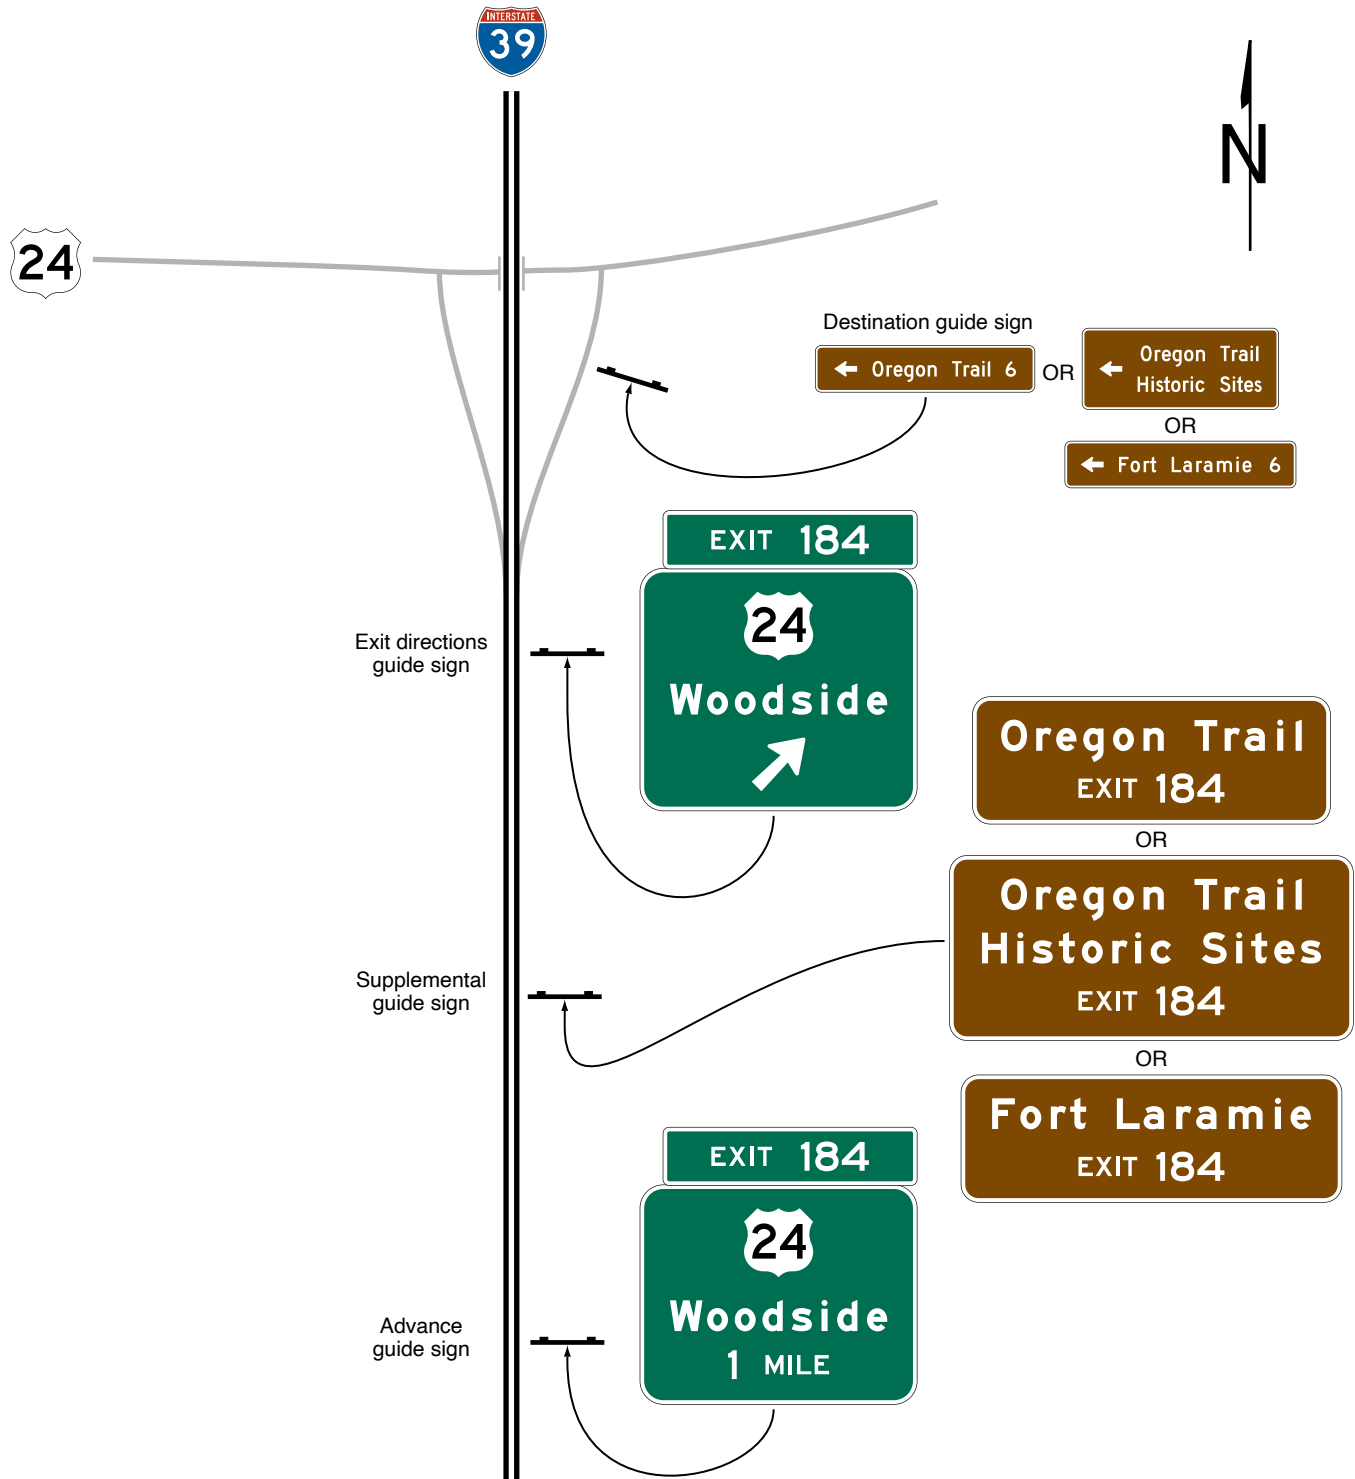 INTERSTATE
39
N
24
Destination guide sign
Oregon Trail 6
OR
Oregon Trail
Historic Sites
OR
Fort Laramie 6
EXIT 184
24
Woodside
Exit directions
guide sign
Oregon Trail
EXIT 184
OR
Oregon Trail
Historic Sites
EXIT 184
Supplemental
guide sign
OR
Fort Laramie
EXIT 184
EXIT 184
24
Woodside
1 MILE
Advance
guide sign